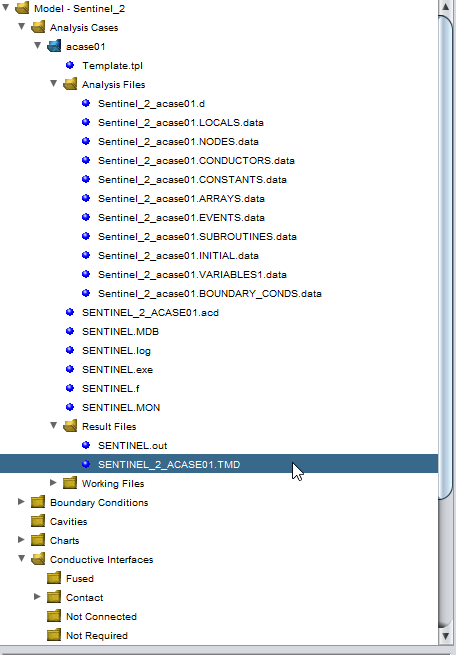 Model - Sentinel_2
Analysis Cases
acase01
Template.tpl
Analysis Files
Sentinel_2_acase01.d
Sentinel_2_acase01.LOCALS.data
Sentinel_2_acase01.NODES.data
Sentinel_2_acase01.CONDUCTORS.data
Sentinel_2_acase01.CONSTANTS.data
Sentinel_2_acase01.ARRAYS.data
Sentinel_2_acase01.EVENTS.data
Sentinel_2_acase01.SUBROUTINES.data
Sentinel_2_acase01.INITIAL.data
Sentinel_2_acase01.VARIABLES1.data
Sentinel_2_acase01.BOUNDARY_CONDS.data
SENTINEL_2_ACASE01.acd
SENTINEL.MDB
SENTINEL.log
SENTINEL.exe
SENTINEL.f
SENTINEL.MON
Result Files
SENTINEL.out
SENTINEL_2_ACASE01.TMD
Working Files
Boundary Conditions
Cavities
Charts
Conductive Interfaces
Fused
Contact
Not Connected
Not Required